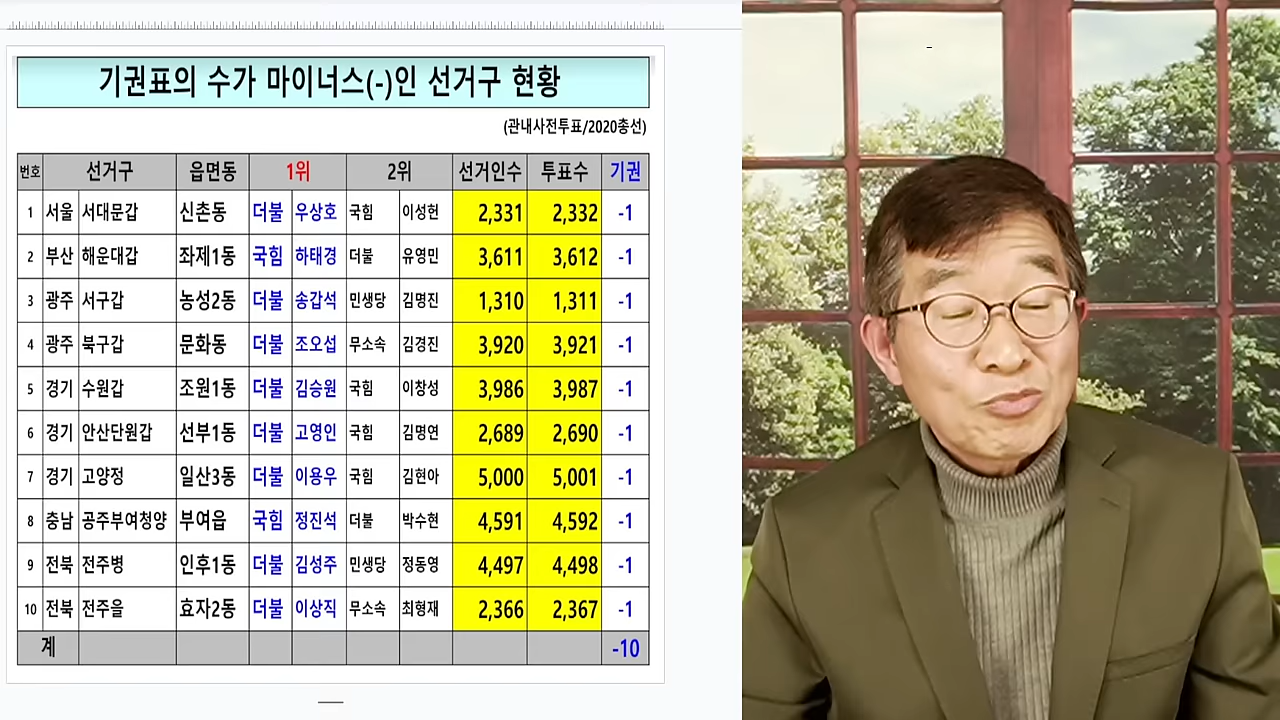 기권표의 수가 마이너스(-)인 선거구 현황
(관내사전투표/2020총선)
번호 선거구 읍면동 1위 2위 선거인수 투표수 기권
1 서울 서대문갑 신촌동 더불 우상호 국힘 이성헌 2,331 2,332 -1
2 부산 해운대갑 좌제1동 국힘 하태경 더불 유영민 3,611 3,612 -1
3 광주 서구갑 농성2동 더불 송갑석 민생당 김명진 1,310 1,311 -1
4 광주 북구갑 문화동 더불 조오섭 무소속 김경진 3,920 3,921 -1
5 경기 수원갑 조원1동 더불 김승원 국힘 이창성 3,986 3,987 -1
6 경기 안산단원갑 선부1동 더불 고영인 국힘 김명연 2,689 2,690 -1
7 경기 고양정 일산3동 더불 이용우 국힘 김현아 5,000 5,001 -1
8 충남 공주부여청양 부여읍 국힘 정진석 더불 박수현 4,591 4,592 -1
9 전북 전주병 인후1동 더불 김성주 민생당 정동영 4,497 4,498 -1
10 전북 전주을 효자2동 더불 이상직 무소속 최형재 2,366 2,367 -1
계 -10